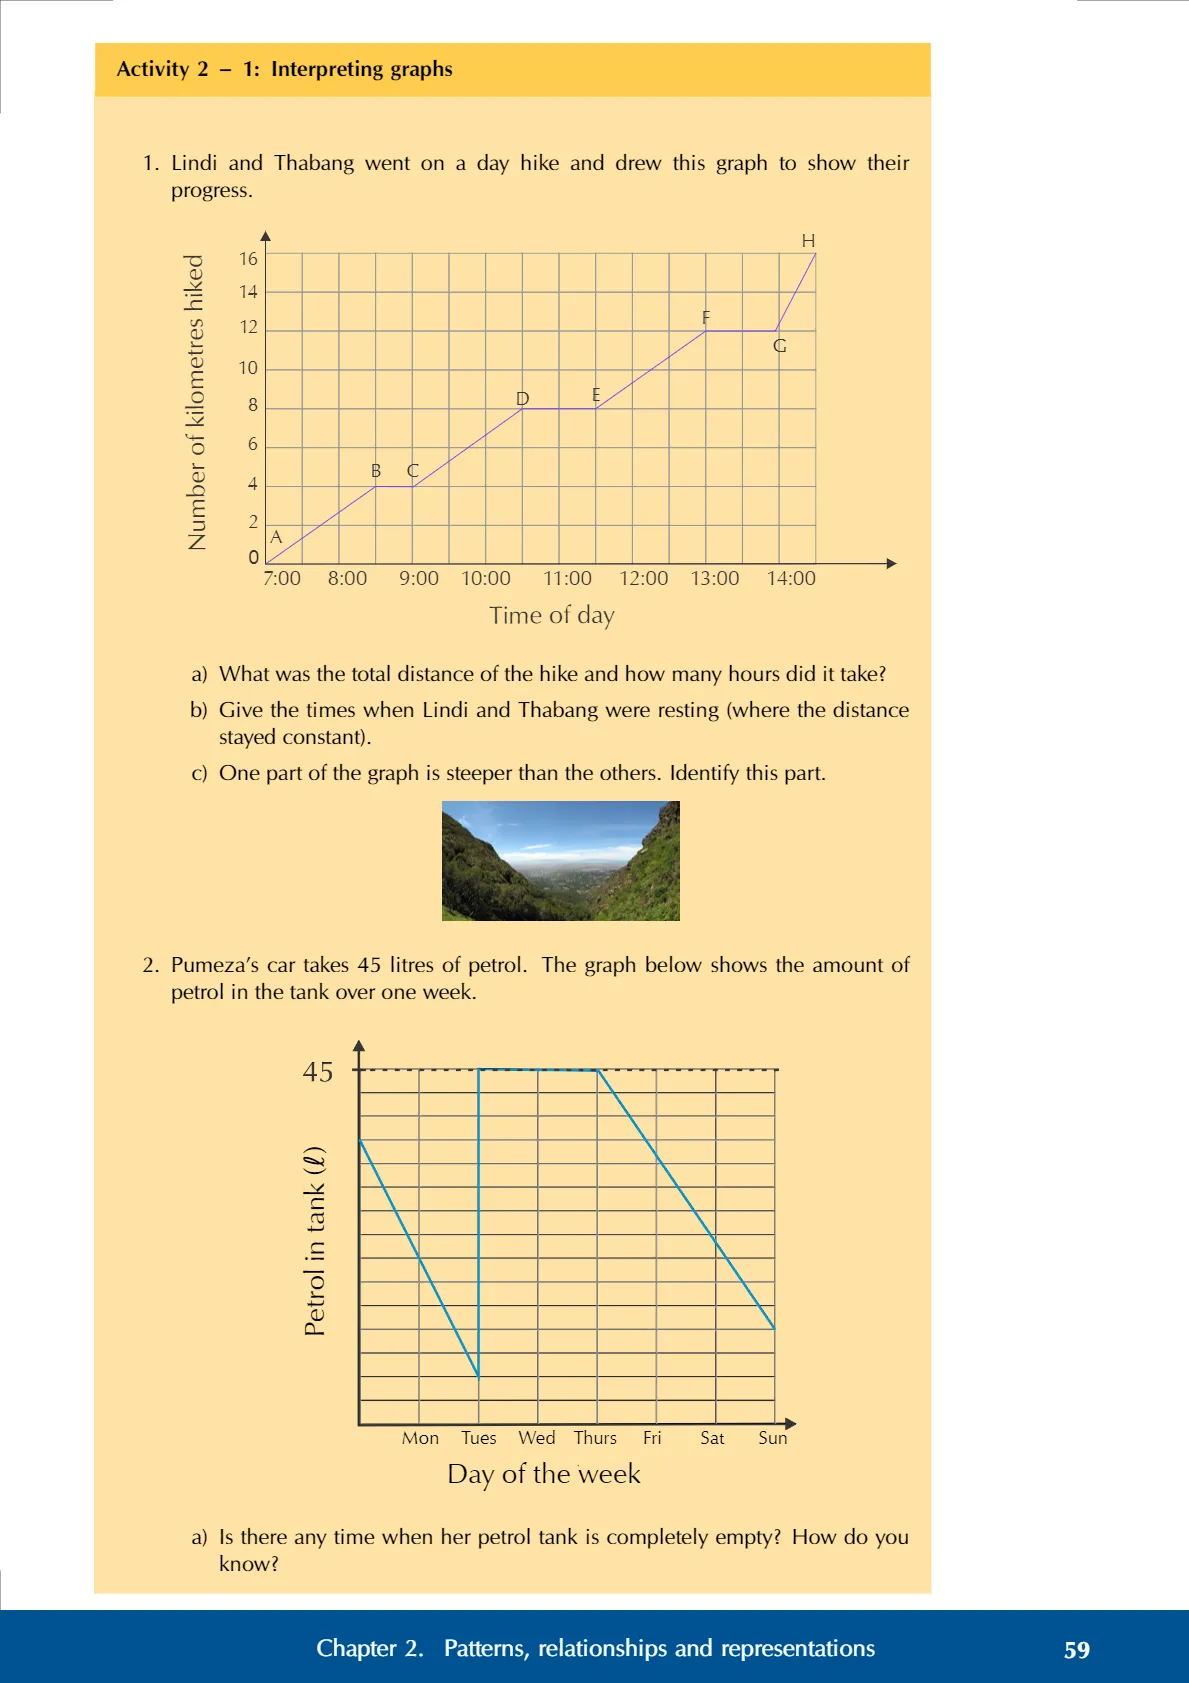 Activity 2 – 1: Interpreting graphs
1. Lindi and Thabang went on a day hike and drew this graph to show their
progress.
Number of kilometres hiked
16
14
12
10
8
6
4
2
0
A
B
C
D
E
F
G
H
7:00 8:00 9:00 10:00 11:00 12:00 13:00 14:00
Time of day
a) What was the total distance of the hike and how many hours did it take?
b) Give the times when Lindi and Thabang were resting (where the distance
stayed constant).
c) One part of the graph is steeper than the others. Identify this part.
2. Pumeza’s car takes 45 litres of petrol. The graph below shows the amount of
petrol in the tank over one week.
45
Petrol in tank (ℓ)
Mon Tues Wed Thurs Fri Sat Sun
Day of the week
a) Is there any time when her petrol tank is completely empty? How do you
know?
Chapter 2. Patterns, relationships and representations 59